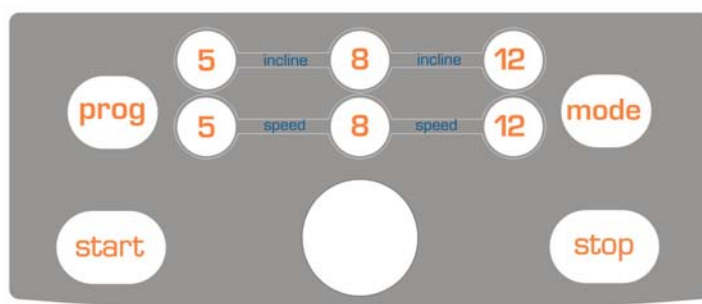 5 incline 8 incline 12
prog mode
5 speed 8 speed 12
start stop